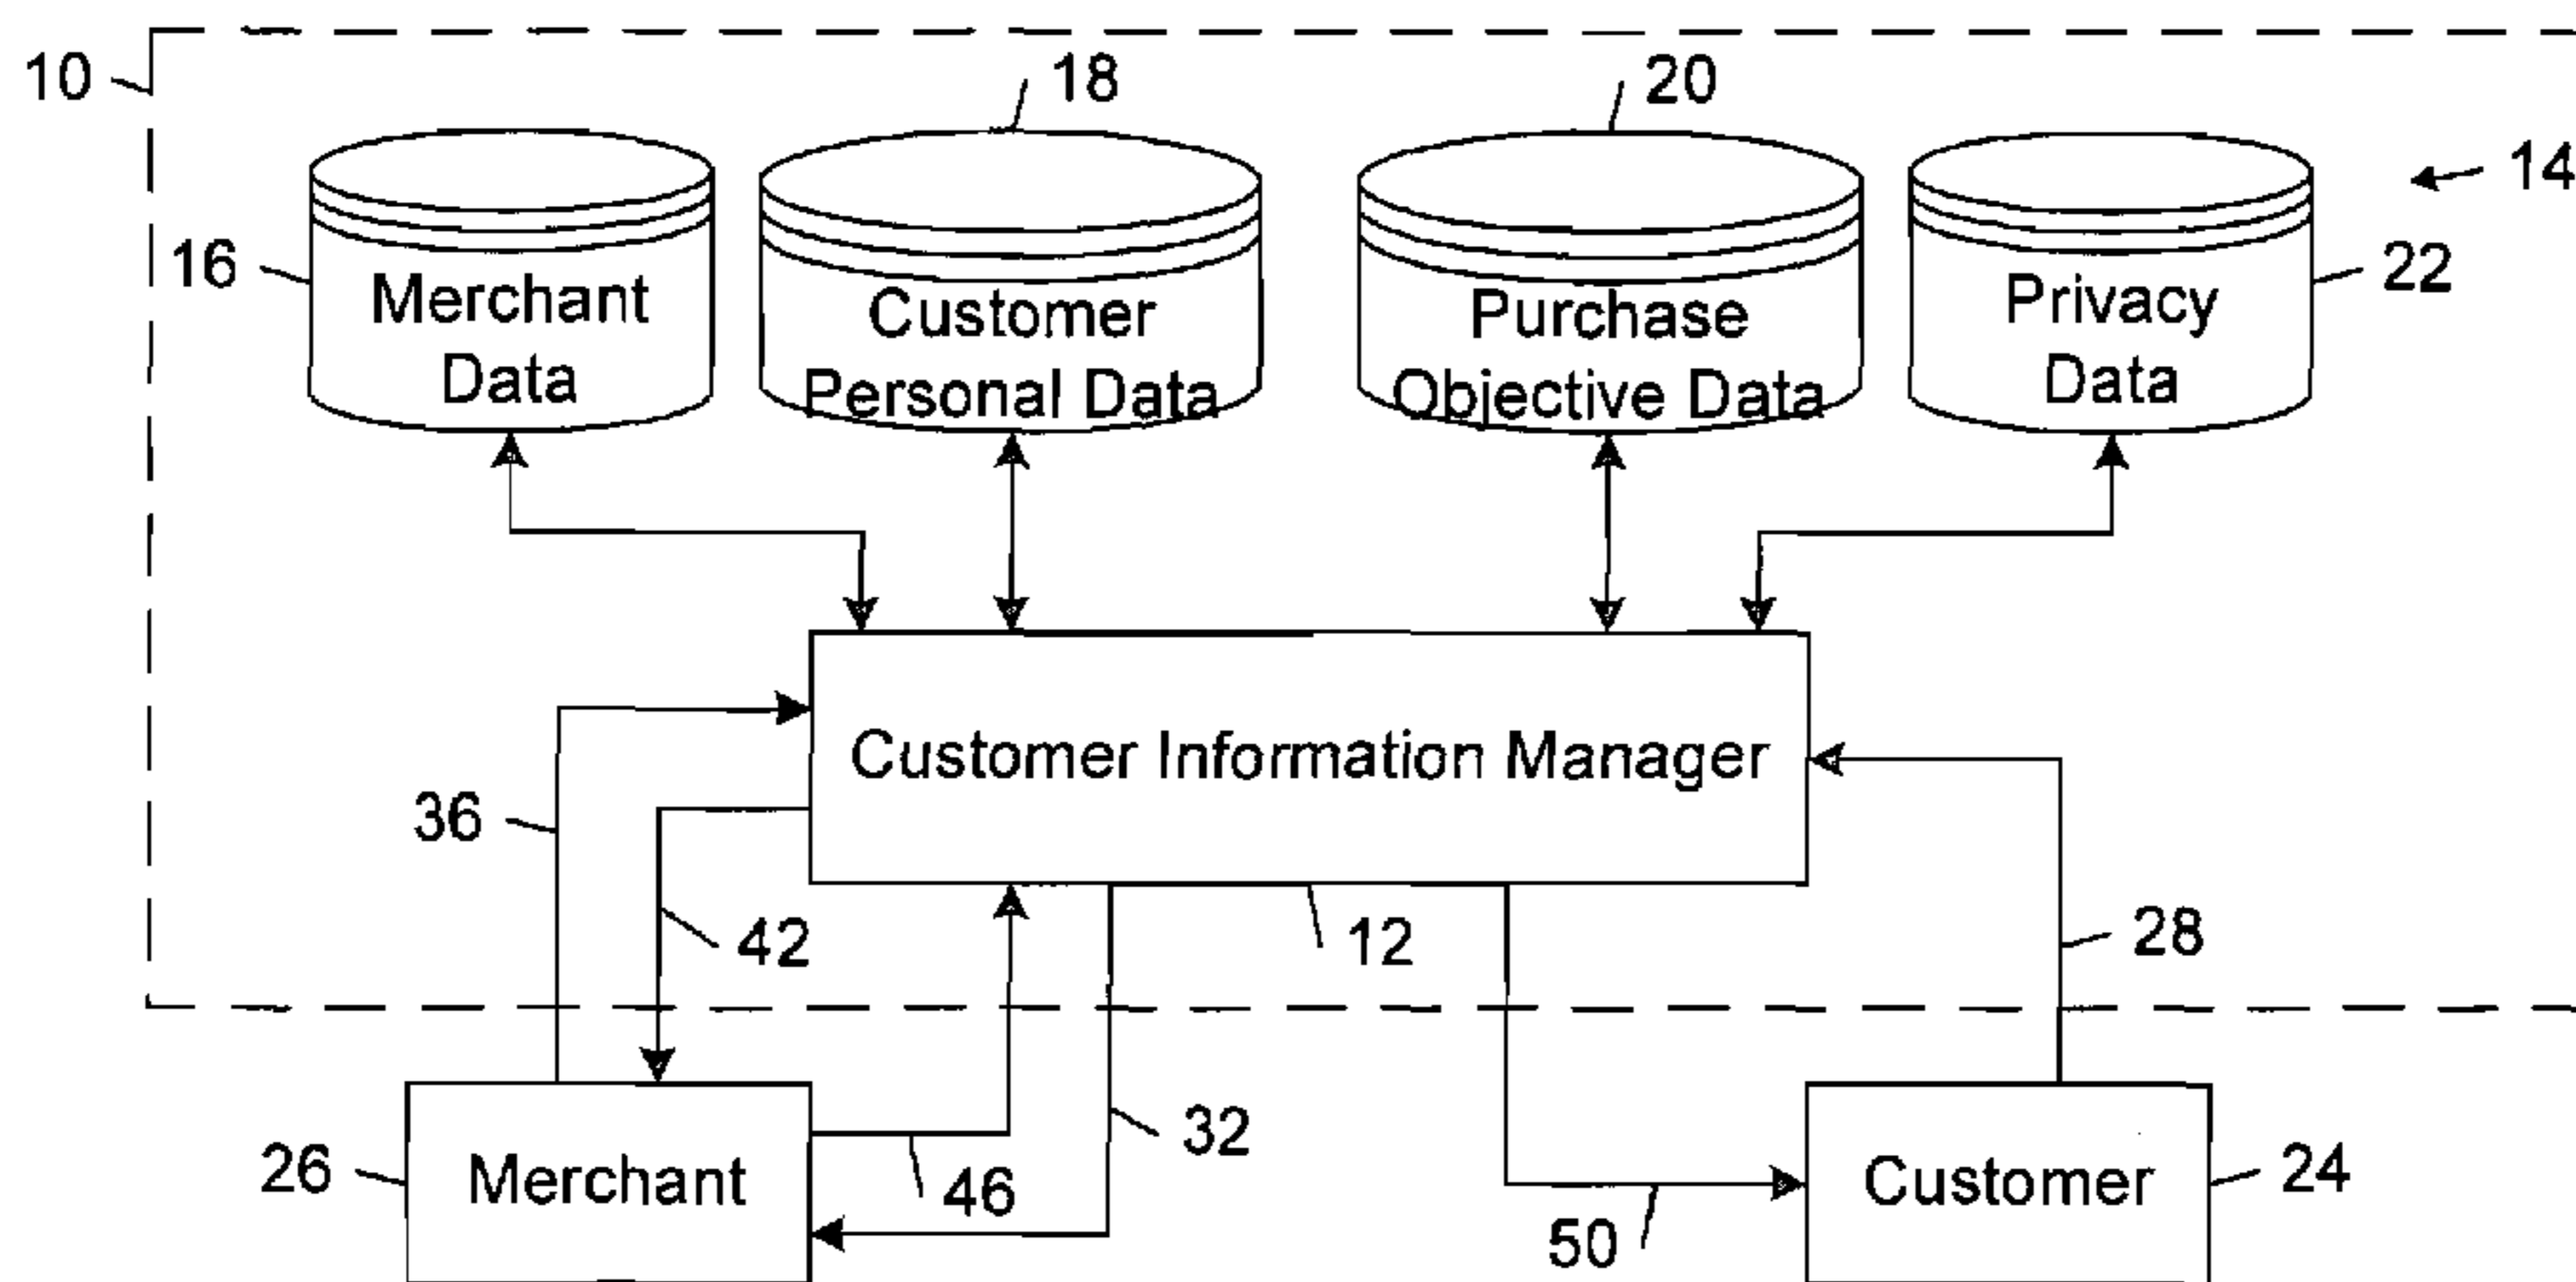 10
18
20
14
16
Merchant
Data
Customer
Personal Data
Purchase
Objective Data
Privacy
Data
22
Customer Information Manager
36
42
12
28
26
Merchant
46
32
50
Customer
24